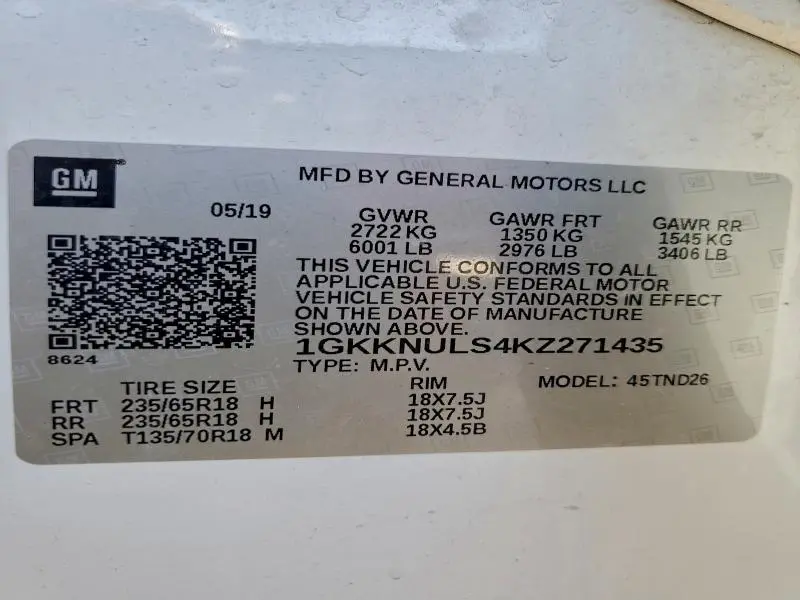 GM
MFD BY GENERAL MOTORS LLC
05/19
GVWR
2722 KG
6001 LB
GAWR FRT
1350 KG
2976 LB
GAWR RR
1545 KG
3406 LB
THIS VEHICLE CONFORMS TO ALL
APPLICABLE U.S. FEDERAL MOTOR
VEHICLE SAFETY STANDARDS IN EFFECT
ON THE DATE OF MANUFACTURE
SHOWN ABOVE.
8624
1GKKNULS4KZ271435
TYPE: M.P.V.
TIRE SIZE RIM MODEL: 45TND26
FRT 235/65R18 H 18X7.5J
RR 235/65R18 H 18X7.5J
SPA T135/70R18 M 18X4.5B